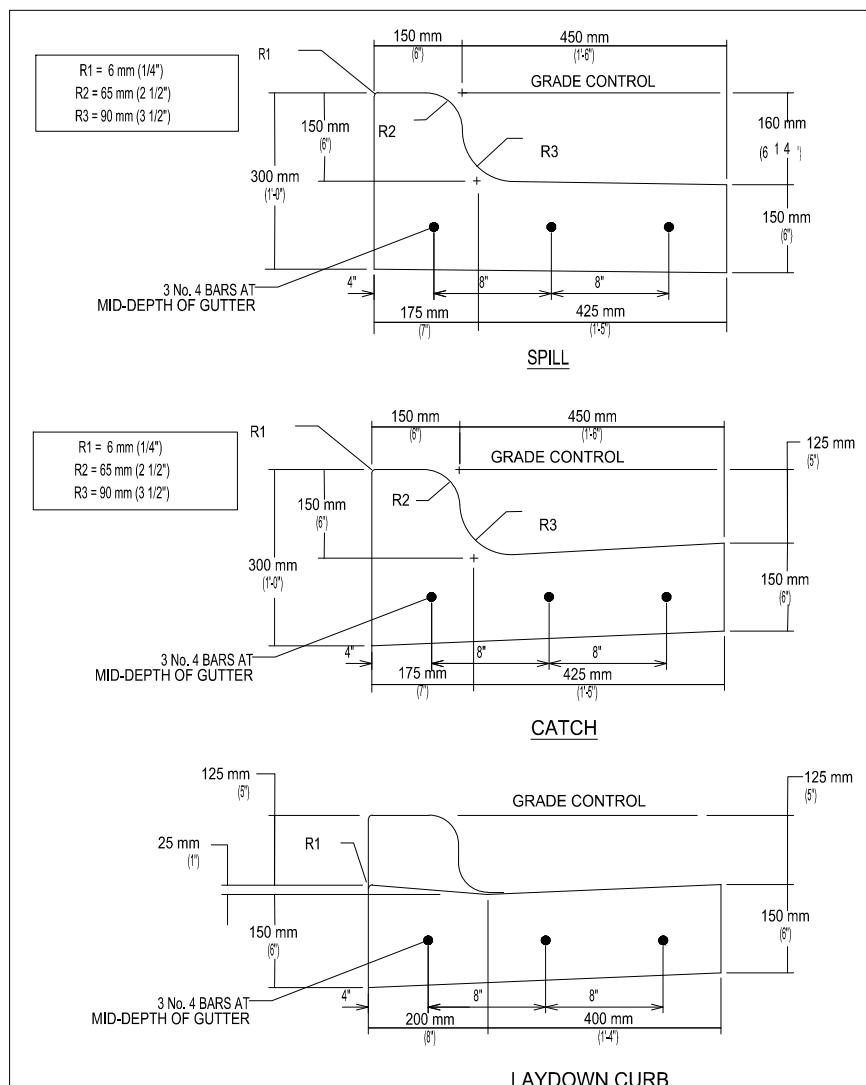 150 mm 450 mm
(6") (1'-6")
R1
R1 = 6 mm (1/4")
R2 = 65 mm (2 1/2")
R3 = 90 mm (3 1/2")
GRADE CONTROL
150 mm
(6")
R2
R3
160 mm
(6 1 4 ")
300 mm
(1'-0")
150 mm
(6")
3 No. 4 BARS AT
MID-DEPTH OF GUTTER
4" 8" 8"
175 mm 425 mm
(7") (1'-5")
SPILL
150 mm 450 mm
(6") (1'-6")
R1
R1 = 6 mm (1/4")
R2 = 65 mm (2 1/2")
R3 = 90 mm (3 1/2")
GRADE CONTROL
125 mm
(5")
150 mm
(6")
R2
R3
300 mm
(1'-0")
150 mm
(6")
3 No. 4 BARS AT
MID-DEPTH OF GUTTER
4" 8" 8"
175 mm 425 mm
(7") (1'-5")
CATCH
125 mm
(5")
GRADE CONTROL
125 mm
(5")
25 mm
(1")
R1
150 mm
(6")
150 mm
(6")
3 No. 4 BARS AT
MID-DEPTH OF GUTTER
4" 8" 8"
200 mm 400 mm
(8") (1'-4")
LAYDOWN CURB